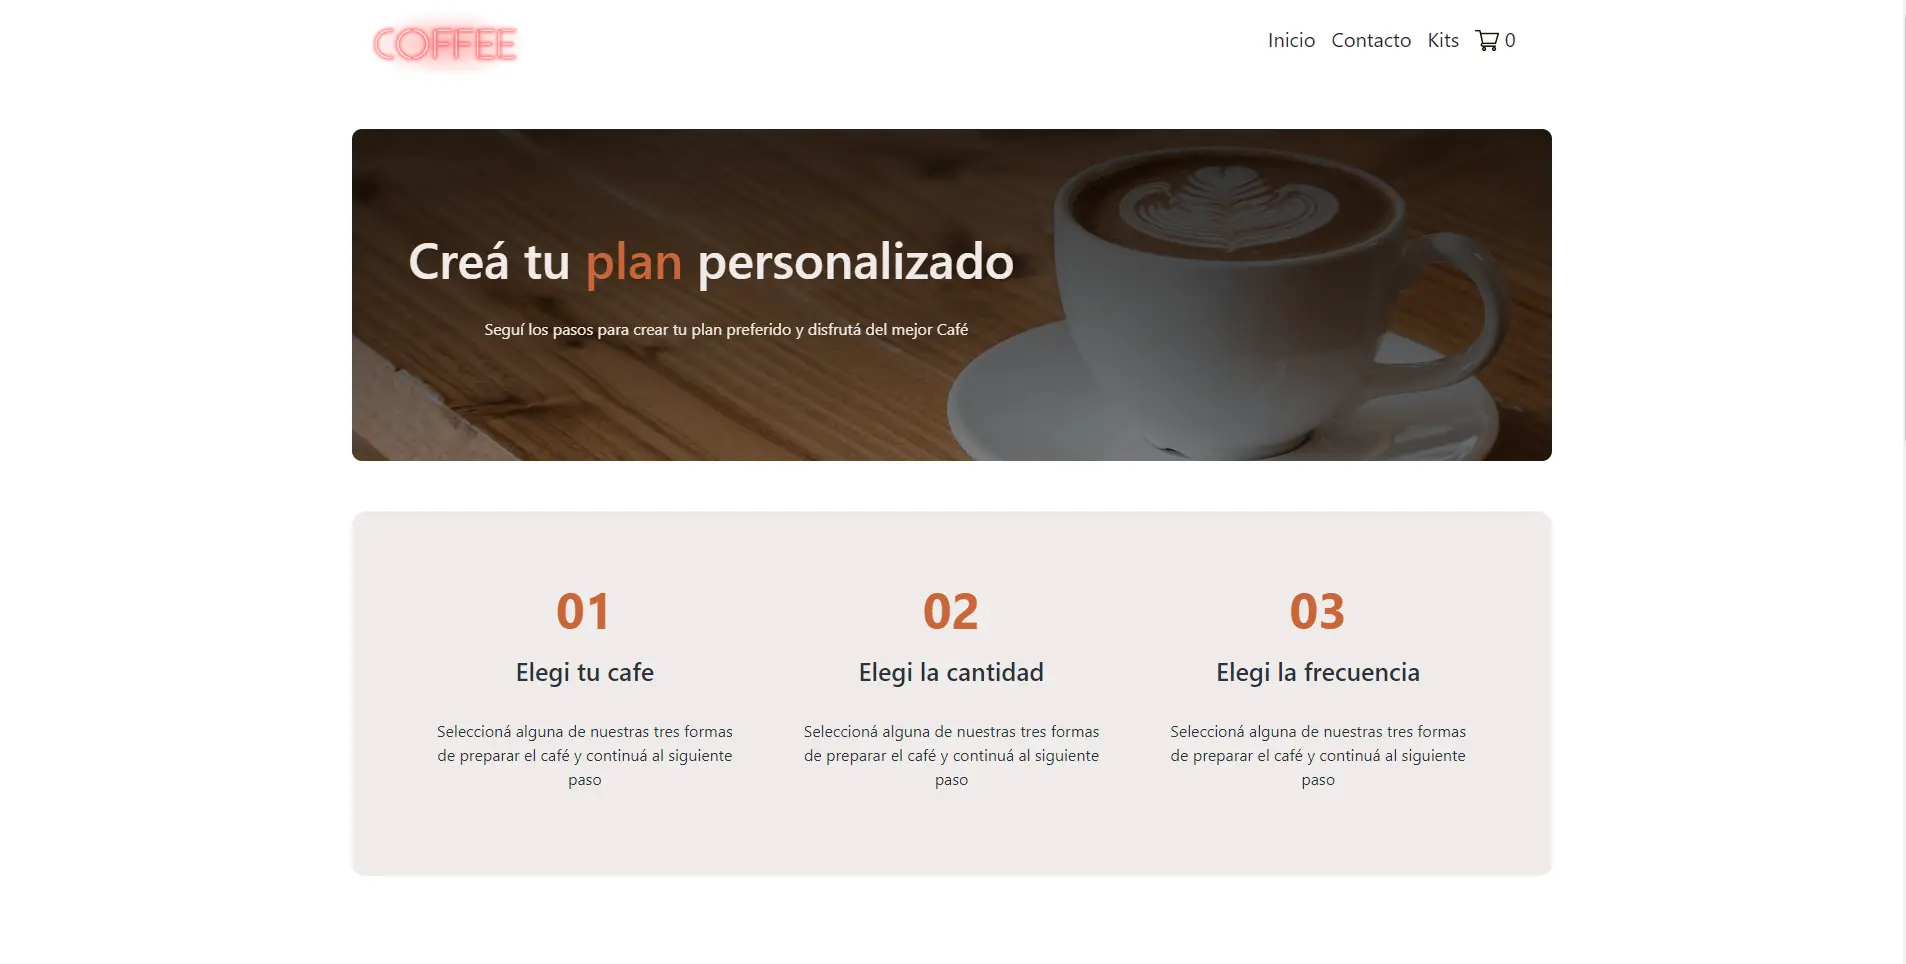 COFFEE
Inicio Contacto Kits 0
Creá tu plan personalizado
Seguí los pasos para crear tu plan preferido y disfrutá del mejor Café
01
Elegi tu cafe
Seleccioná alguna de nuestras tres formas
de preparar el café y continuá al siguiente
paso
02
Elegi la cantidad
Seleccioná alguna de nuestras tres formas
de preparar el café y continuá al siguiente
paso
03
Elegi la frecuencia
Seleccioná alguna de nuestras tres formas
de preparar el café y continuá al siguiente
paso